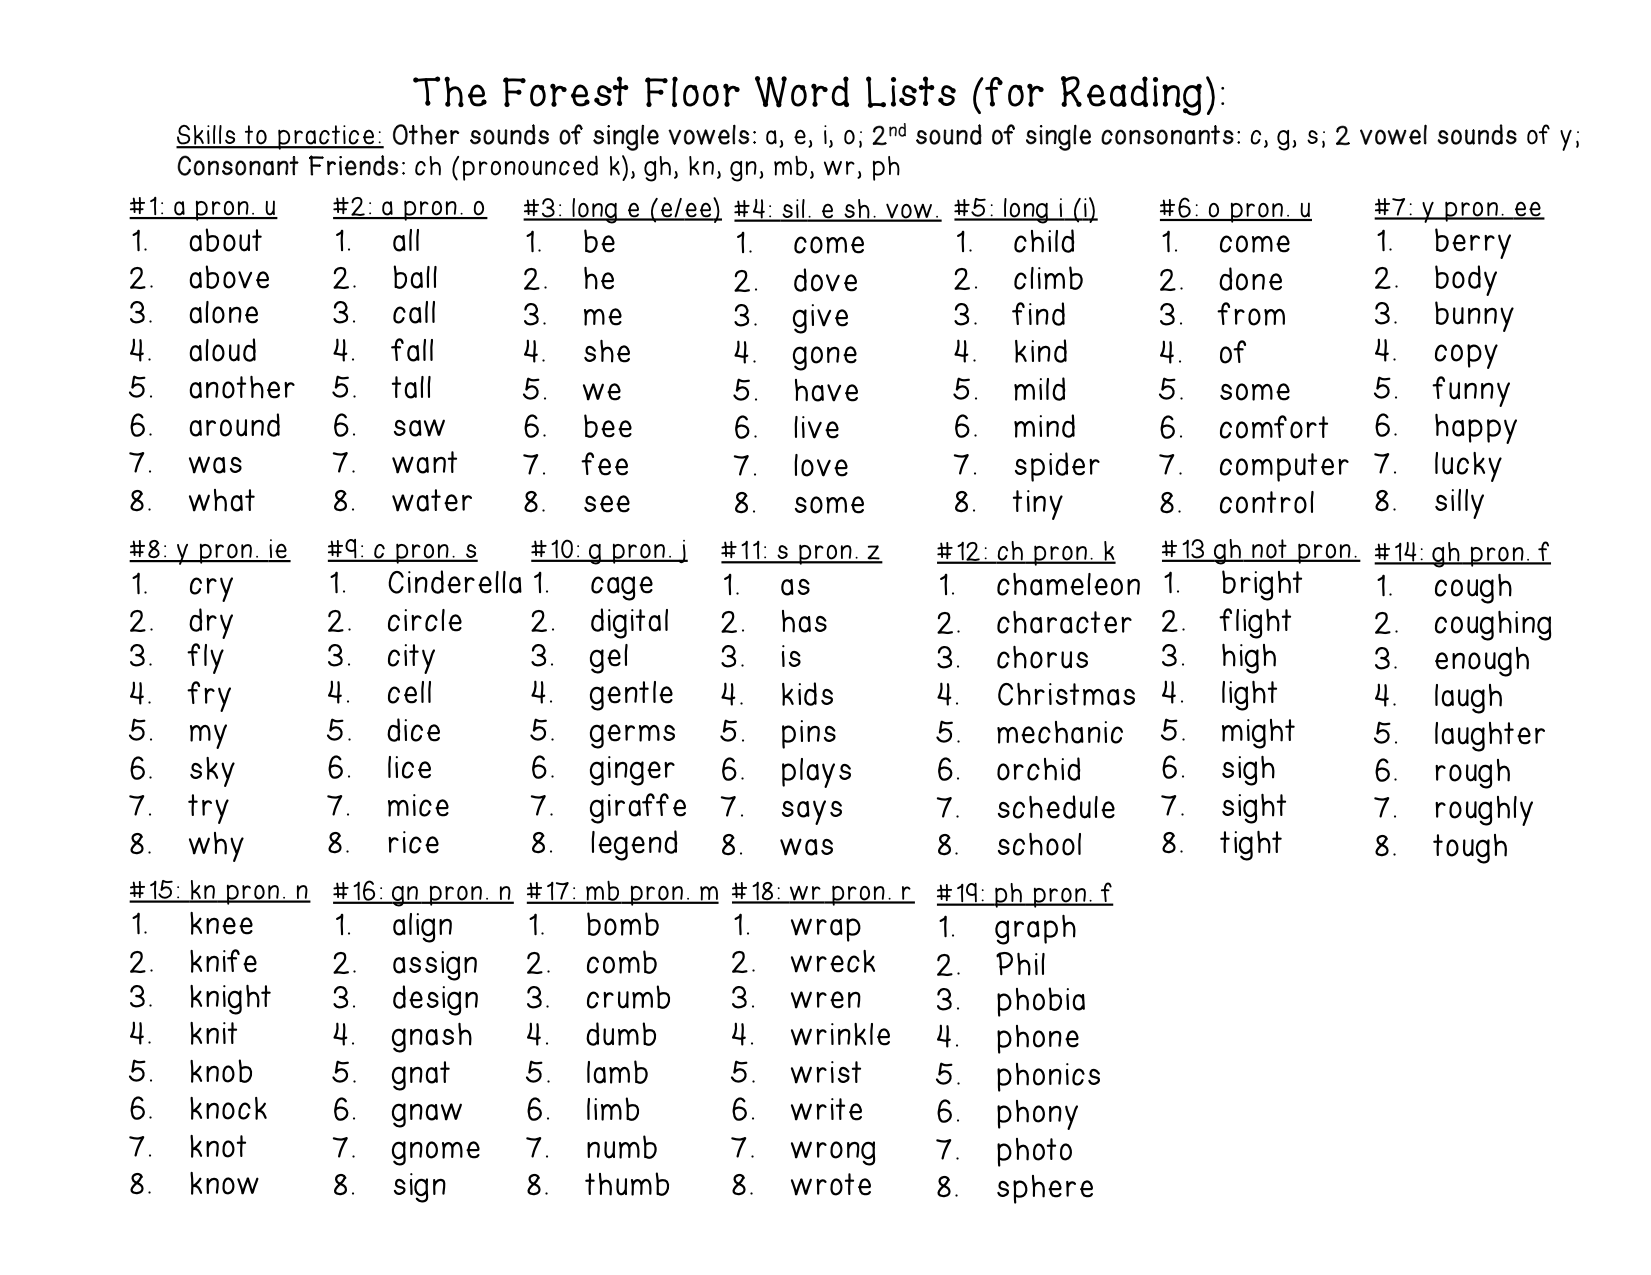 The Forest Floor Word Lists (for Reading):
Skills to practice: Other sounds of single vowels: a, e, i, o; 2nd sound of single consonants: c, g, s; 2 vowel sounds of y;
Consonant Friends: ch (pronounced k), gh, kn, gn, mb, wr, ph
#1: a pron. u
1. about
2. above
3. alone
4. aloud
5. another
6. around
7. was
8. what
#2: a pron. o
1. all
2. ball
3. call
4. fall
5. tall
6. saw
7. want
8. water
#3: long e (e/ee)
1. be
2. he
3. me
4. she
5. we
6. bee
7. fee
8. see
#4: sil. e sh. vow.
1. come
2. dove
3. give
4. gone
5. have
6. live
7. love
8. some
#5: long i (i)
1. child
2. climb
3. find
4. kind
5. mild
6. mind
7. spider
8. tiny
#6: o pron. u
1. come
2. done
3. from
4. of
5. some
6. comfort
7. computer
8. control
#7: y pron. ee
1. berry
2. body
3. bunny
4. copy
5. funny
6. happy
7. lucky
8. silly
#8: y pron. ie
1. cry
2. dry
3. fly
4. fry
5. my
6. sky
7. try
8. why
#9: c pron. s
1. Cinderella
2. circle
3. city
4. cell
5. dice
6. lice
7. mice
8. rice
#10: g pron. j
1. cage
2. digital
3. gel
4. gentle
5. germs
6. ginger
7. giraffe
8. legend
#11: s pron. z
1. as
2. has
3. is
4. kids
5. pins
6. plays
7. says
8. was
#12: ch pron. k
1. chameleon
2. character
3. chorus
4. Christmas
5. mechanic
6. orchid
7. schedule
8. school
#13 gh not pron.
1. bright
2. flight
3. high
4. light
5. might
6. sigh
7. sight
8. tight
#14: gh pron. f
1. cough
2. coughing
3. enough
4. laugh
5. laughter
6. rough
7. roughly
8. tough
#15: kn pron. n
1. knee
2. knife
3. knight
4. knit
5. knob
6. knock
7. knot
8. know
#16: gn pron. n
1. align
2. assign
3. design
4. gnash
5. gnat
6. gnaw
7. gnome
8. sign
#17: mb pron. m
1. bomb
2. comb
3. crumb
4. dumb
5. lamb
6. limb
7. numb
8. thumb
#18: wr pron. r
1. wrap
2. wreck
3. wren
4. wrinkle
5. wrist
6. write
7. wrong
8. wrote
#19: ph pron. f
1. graph
2. Phil
3. phobia
4. phone
5. phonics
6. phony
7. photo
8. sphere